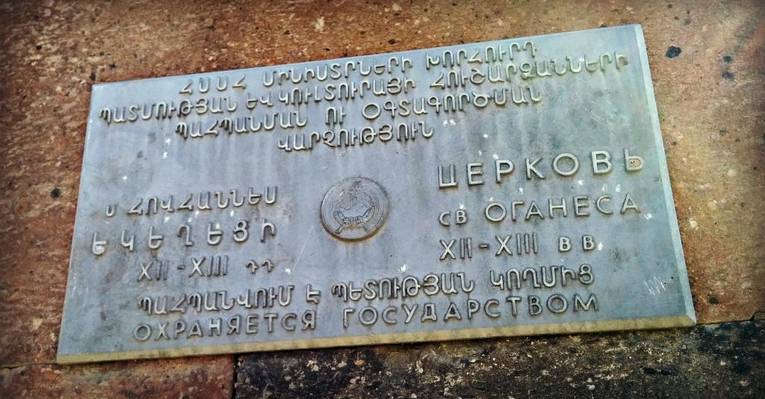 ՀՍՍՀ ՄԻՆԻՍՏՐՆԵՐԻ ԽՈՐՀՈՒՐԴ
ՊԱՏՄՈՒԹՅԱՆ ԵՎ ԿՈՒԼՏՈՒՐԱՅԻ ՀՈՒՇԱՐՁԱՆՆԵՐԻ
ՊԱՀՊԱՆՄԱՆ ՈՒ ՕԳՏԱԳՈՐԾՄԱՆ
ՎԱՐՉՈՒԹՅՈՒՆ
Ս ՀՈՎՀԱՆՆԵՍ
ԵԿԵՂԵՑԻ
XII-XIII ԴԴ
ЦЕРКОВЬ
СВ ОГАНЕСА
XII-XIII ВВ
ՊԱՀՊԱՆՎՈՒՄ Է ՊԵՏՈՒԹՅԱՆ ԿՈՂՄԻՑ
ОХРАНЯЕТСЯ ГОСУДАРСТВОМ